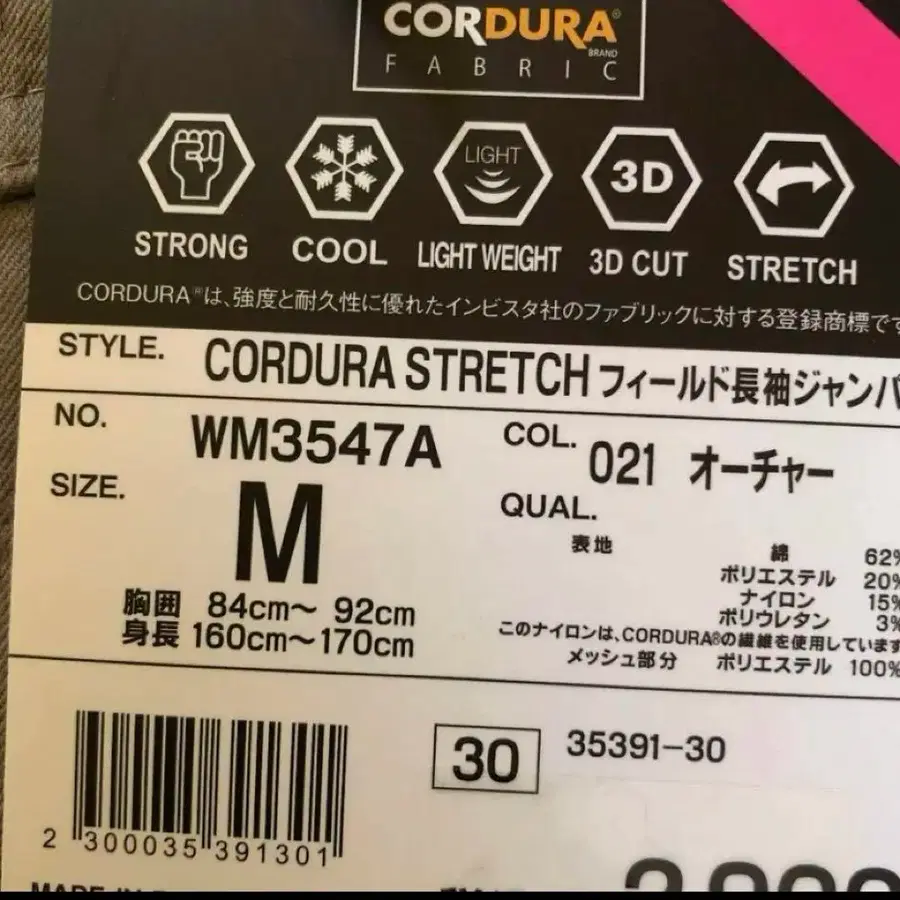 CORDURA®
BRAND
FABRIC
LIGHT
3D
STRONG COOL LIGHT WEIGHT 3D CUT STRETCH
CORDURA®は、強度と耐久性に優れたインビスタ社のファブリックに対する登録商標です
STYLE. CORDURA STRETCH フィールド長袖ジャンパ
NO. WM3547A
COL. 021 オーチャー
SIZE. M
胸囲 84cm〜 92cm
身長 160cm〜170cm
QUAL.
表地 綿 62%
ポリエステル 20%
ナイロン 15%
ポリウレタン 3%
このナイロンは、CORDURA®の繊維を使用しています
メッシュ部分 ポリエステル 100%
30 35391-30
2 300035 391301
MADE IN